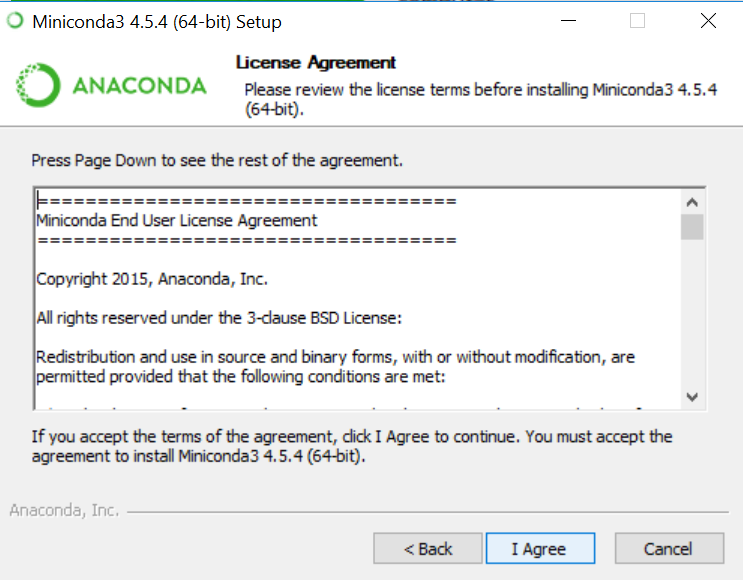 Miniconda3 4.5.4 (64-bit) Setup
ANACONDA
License Agreement
Please review the license terms before installing Miniconda3 4.5.4
(64-bit).
Press Page Down to see the rest of the agreement.
===================================
Miniconda End User License Agreement
===================================
Copyright 2015, Anaconda, Inc.
All rights reserved under the 3-clause BSD License:
Redistribution and use in source and binary forms, with or without modification, are
permitted provided that the following conditions are met:
If you accept the terms of the agreement, click I Agree to continue. You must accept the
agreement to install Miniconda3 4.5.4 (64-bit).
Anaconda, Inc.
< Back
I Agree
Cancel